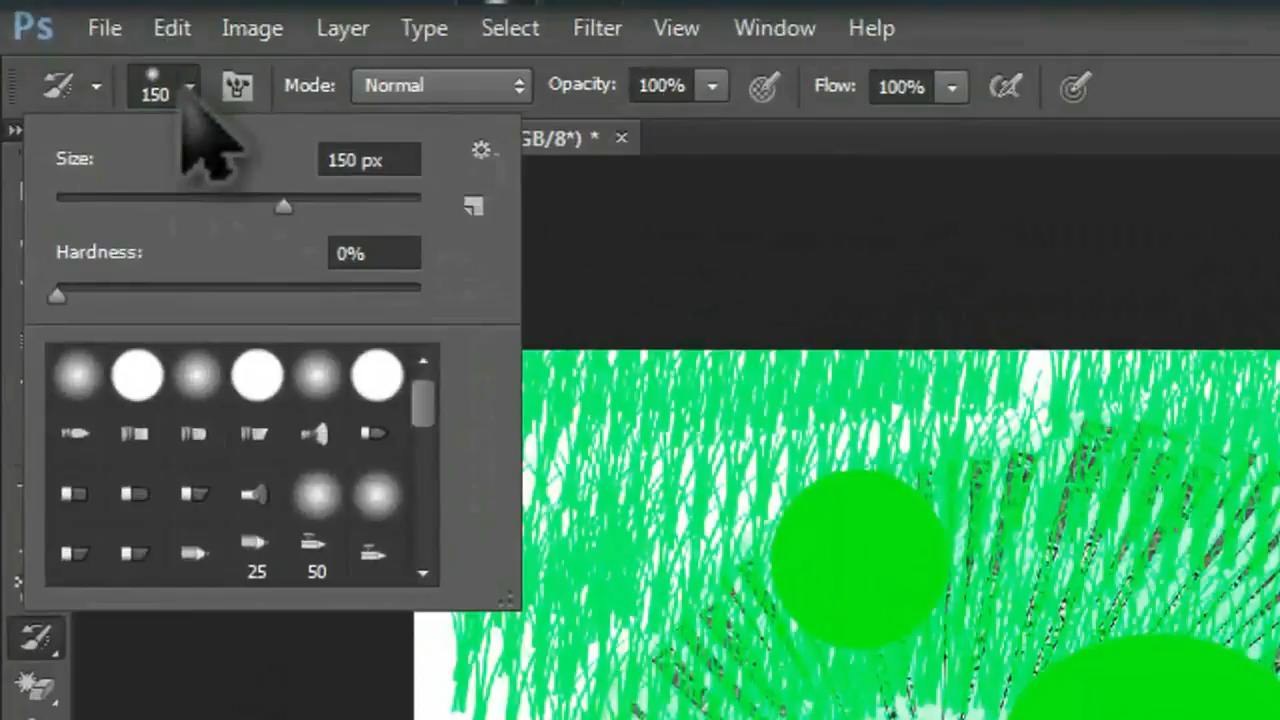 Ps File Edit Image Layer Type Select Filter View Window Help
150 Mode: Normal Opacity: 100% Flow: 100%
GB/8*) * ×
Size: 150 px
Hardness: 0%
25 50